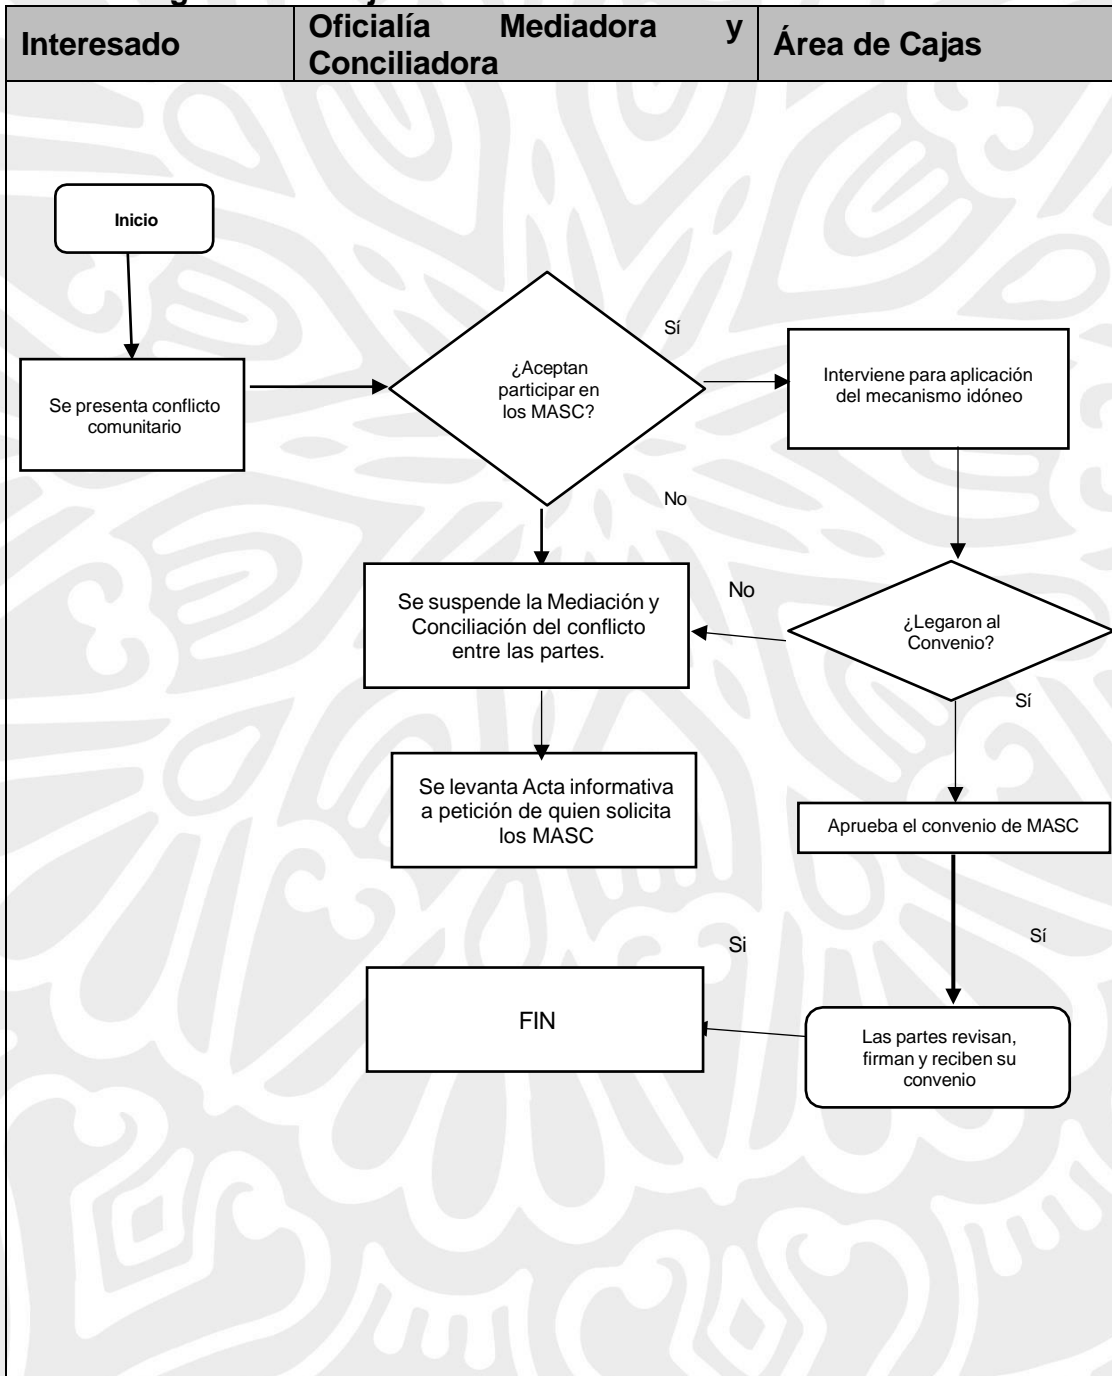 Interesado
Oficialía Mediadora y
Conciliadora
Área de Cajas
Inicio
Se presenta conflicto
comunitario
¿Aceptan
participar en
los MASC?
Sí
Interviene para aplicación
del mecanismo idóneo
No
Se suspende la Mediación y
Conciliación del conflicto
entre las partes.
No
¿Legaron al
Convenio?
Sí
Se levanta Acta informativa
a petición de quien solicita
los MASC
Aprueba el convenio de MASC
Sí
Si
FIN
Las partes revisan,
firman y reciben su
convenio